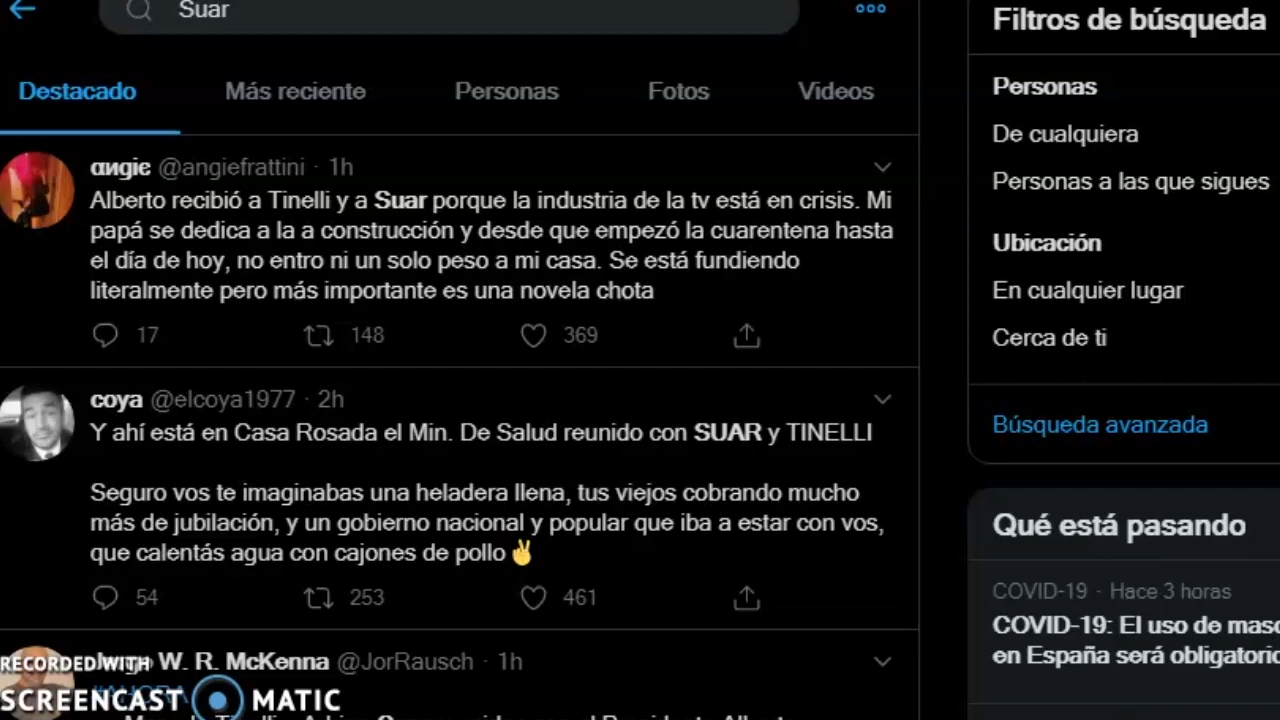 Suar
Destacado
Más reciente
Personas
Fotos
Videos
αиgiє @angiefrattini · 1h
Alberto recibió a Tinelli y a Suar porque la industria de la tv está en crisis. Mi
papá se dedica a la a construcción y desde que empezó la cuarentena hasta
el día de hoy, no entro ni un solo peso a mi casa. Se está fundiendo
literalmente pero más importante es una novela chota
17 148 369
coya @elcoya1977 · 2h
Y ahí está en Casa Rosada el Min. De Salud reunido con SUAR y TINELLI
Seguro vos te imaginabas una heladera llena, tus viejos cobrando mucho
más de jubilación, y un gobierno nacional y popular que iba a estar con vos,
que calentás agua con cajones de pollo ✌
54 253 461
W. R. McKenna @JorRausch · 1h
#AHORA
RECORDED WITH
SCREENCAST MATIC
Filtros de búsqueda
Personas
De cualquiera
Personas a las que sigues
Ubicación
En cualquier lugar
Cerca de ti
Búsqueda avanzada
Qué está pasando
COVID-19 · Hace 3 horas
COVID-19: El uso de masc
en España será obligatorio